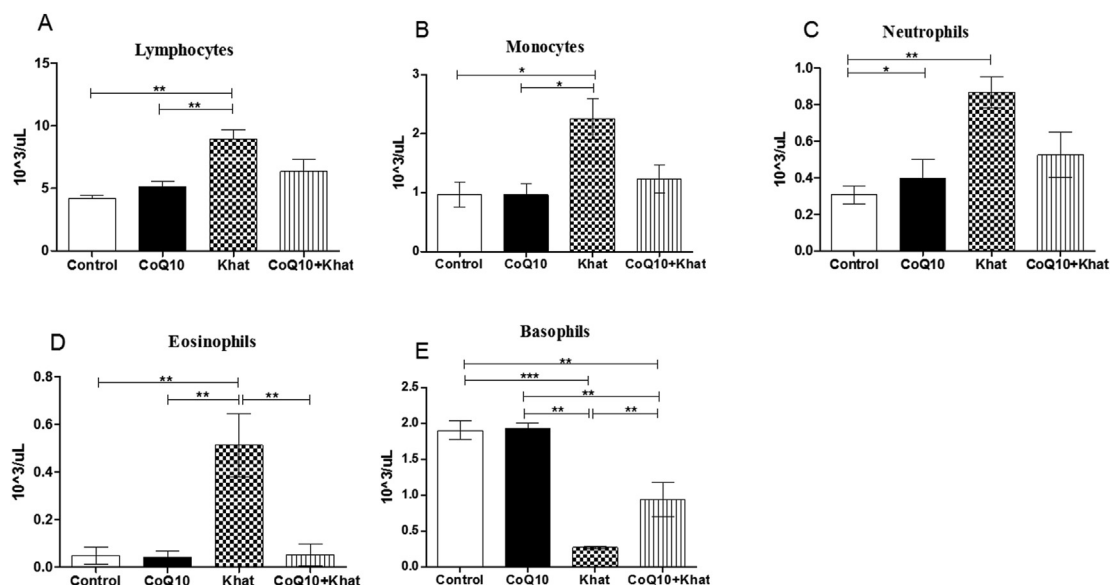 A
Lymphocytes
15
10
5
0
10^3/uL
**
**
Control CoQ10 Khat CoQ10+Khat
B
Monocytes
3
2
1
0
10^3/uL
*
*
Control CoQ10 Khat CoQ10+Khat
C
Neutrophils
1.0
0.8
0.6
0.4
0.2
0.0
10^3/uL
**
*
Control CoQ10 Khat CoQ10+Khat
D
Eosinophils
0.8
0.6
0.4
0.2
0.0
10^3/uL
**
** **
Control CoQ10 Khat CoQ10+Khat
E
Basophils
2.5
2.0
1.5
1.0
0.5
0.0
10^3/uL
**
***
**
** **
Control CoQ10 Khat CoQ10+Khat